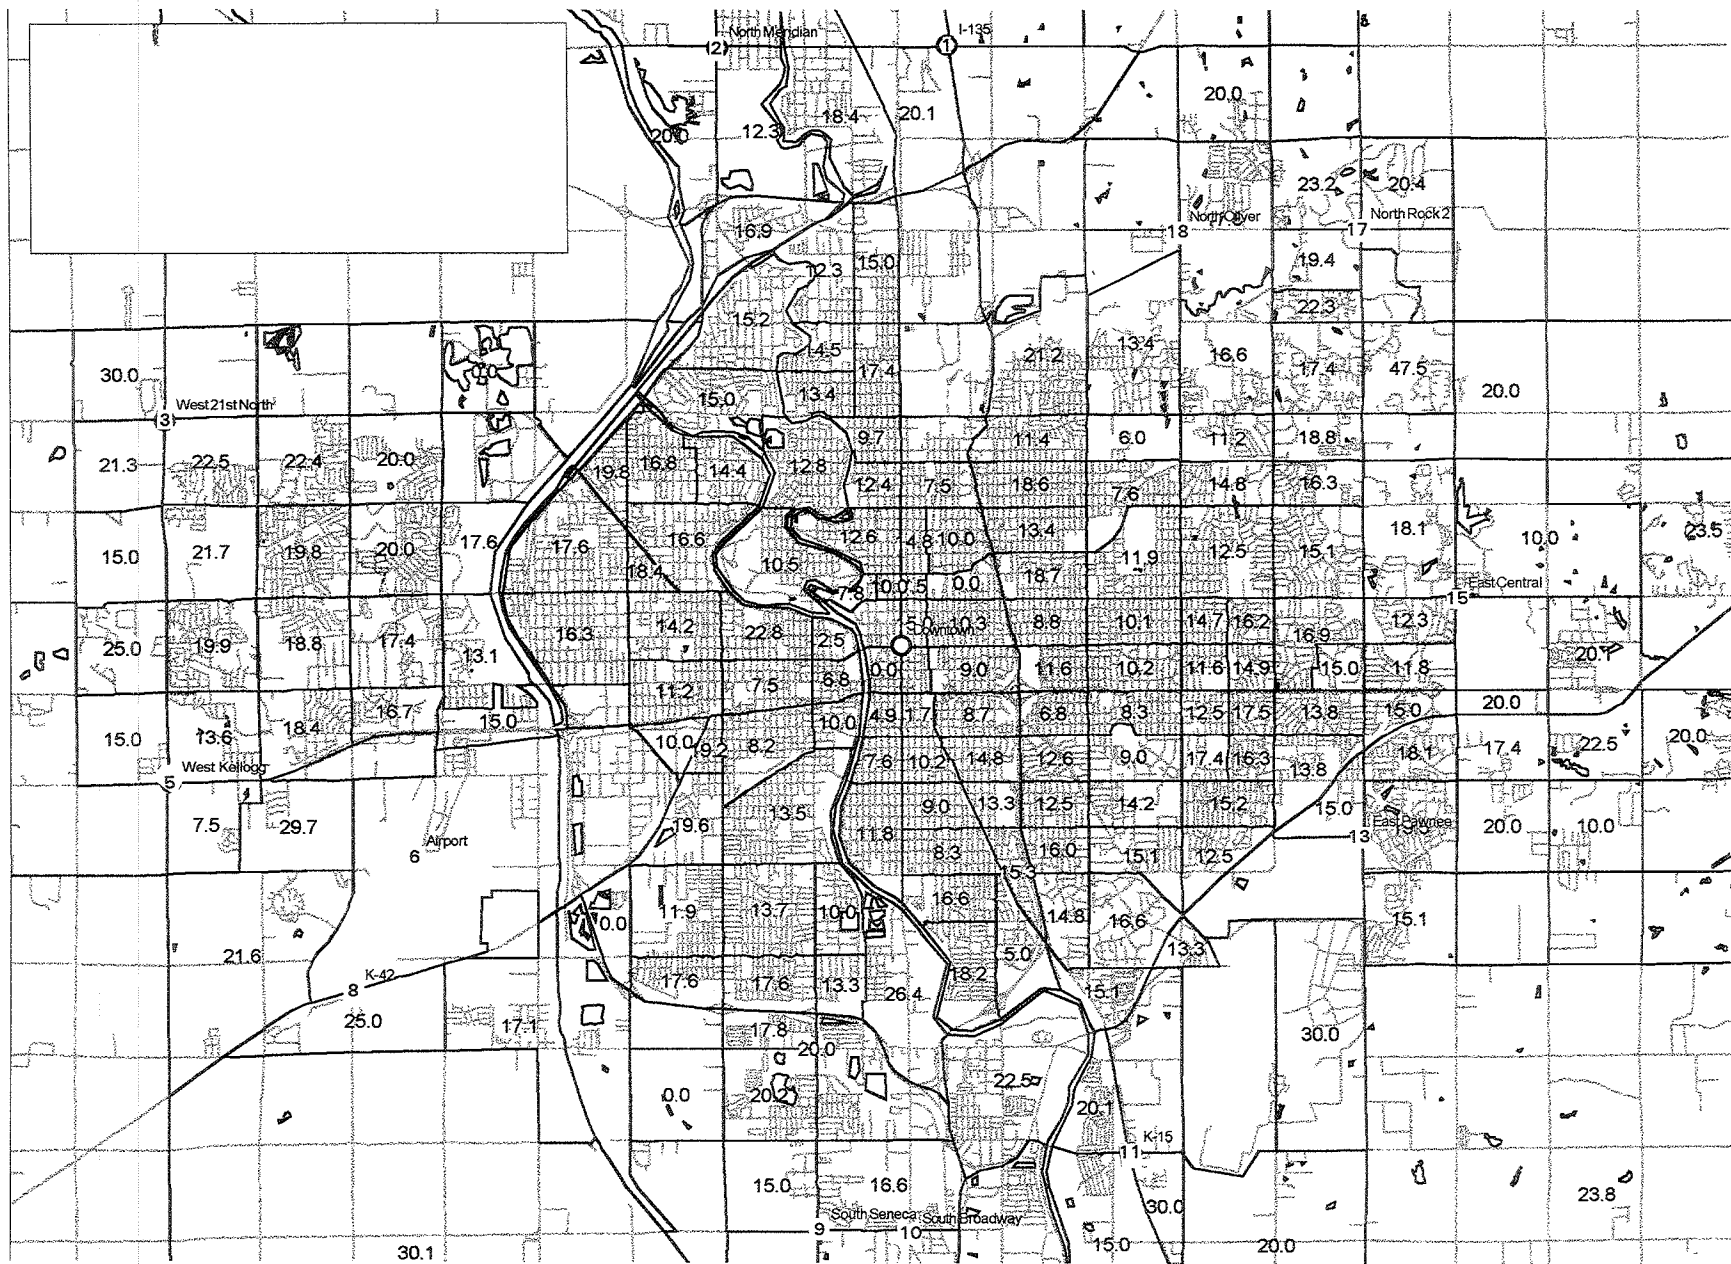 2 North Meridian
1 I-135
20.0
20.0 12.3 18.4 20.1
23.2 20.4
North Oliver North Rock 2
18 17
16.9
12.3 15.0 19.4
22.3
15.2
13.4
14.5 21.2 16.6
30.0 0.0 17.4 17.4 47.5
15.0 13.4 20.0
West 21st North
3
9.7 11.4 6.0 11.2 18.8
21.3 22.5 22.4 20.0 19.8 16.8 14.4 12.8
12.4 7.5 18.6 7.6 14.8 16.3
18.1 23.5
15.0 21.7 19.8 20.0 17.6 17.6 16.6 12.6 4.8 10.0 13.4 11.9 12.5 15.1 10.0
18.4 10.5 18.7
7.8 0.0 East Central
15
8.8 10.1 14.7 16.2 12.3
25.0 19.9 18.8 17.4 13.1 16.3 14.2 22.8 2.5 Downtown 16.9
20.1
11.2 7.5 6.8 0.0 9.0 11.6 10.2 11.6 14.9 15.0 11.8
16.7 15.0 10.0 4.9 1.7 8.7 6.8 8.3 12.5 17.5 13.8 15.0 20.0
15.0 13.6 18.4 10.0 9.2 8.2 18.1 17.4 22.5 20.0
West Kellogg 7.6 10.2 14.8 12.6 9.0 17.4 16.3 13.8
5
7.5 29.7 19.6 13.5 9.0 13.3 12.5 14.2 15.2 15.0
East Pawnee 20.0 10.0
6 Airport 11.8 13
8.3 16.0 15.1 12.5
15.3
16.6
0.0 11.9 13.7 10.0 14.8 16.6 15.1
21.6 5.0 13.3
K-42 17.6 17.6 13.3 26.4 18.2 15.1
8
25.0 17.1 17.8 30.0
20.0
0.0 20.2 22.5 20.1
11 K-15
15.0 16.6 23.8
South Seneca South Broadway 30.0
9 10
30.1 15.0 20.0